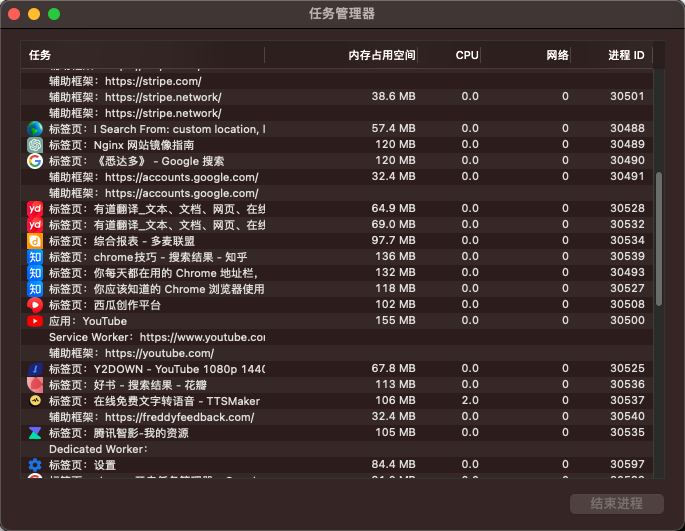 任务管理器
任务 内存占用空间 CPU 网络 进程 ID
辅助框架：https://stripe.com/
辅助框架：https://stripe.network/ 38.6 MB 0.0 0 30501
辅助框架：https://stripe.network/
标签页：I Search From: custom location, l 57.4 MB 0.0 0 30488
标签页：Nginx 网站镜像指南 120 MB 0.0 0 30489
标签页：《悉达多》 - Google 搜索 120 MB 0.0 0 30490
辅助框架：https://accounts.google.com/ 32.4 MB 0.0 0 30491
辅助框架：https://accounts.google.com/
标签页：有道翻译_文本、文档、网页、在线 64.9 MB 0.0 0 30528
标签页：有道翻译_文本、文档、网页、在线 69.0 MB 0.0 0 30532
标签页：综合报表 - 多麦联盟 97.7 MB 0.0 0 30534
标签页：chrome技巧 - 搜索结果 - 知乎 136 MB 0.0 0 30539
标签页：你每天都在用的 Chrome 地址栏， 132 MB 0.0 0 30493
标签页：你应该知道的 Chrome 浏览器使用 118 MB 0.0 0 30527
标签页：西瓜创作平台 102 MB 0.0 0 30508
应用：YouTube 155 MB 0.0 0 30500
Service Worker：https://www.youtube.com
辅助框架：https://youtube.com/
标签页：Y2DOWN - YouTube 1080p 1440 67.8 MB 0.0 0 30525
标签页：好书 - 搜索结果 - 花瓣 113 MB 0.0 0 30536
标签页：在线免费文字转语音 - TTSMaker 106 MB 2.0 0 30537
辅助框架：https://freddyfeedback.com/ 32.4 MB 0.0 0 30540
标签页：腾讯智影-我的资源 105 MB 0.0 0 30535
Dedicated Worker：
标签页：设置 84.4 MB 0.0 0 30597
结束进程